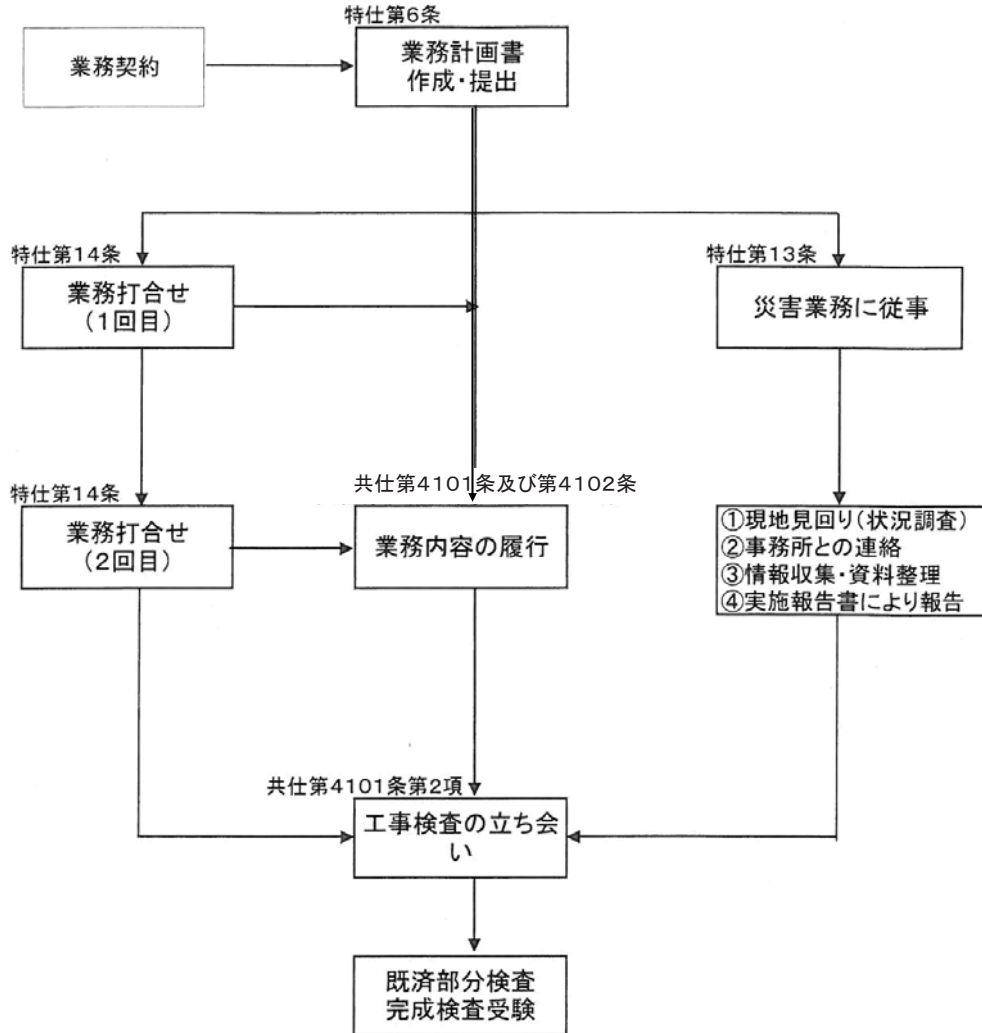 特仕第6条
業務契約
業務計画書
作成・提出
特仕第14条
業務打合せ
(1回目)
特仕第13条
災害業務に従事
特仕第14条
業務打合せ
(2回目)
共仕第4101条及び第4102条
業務内容の履行
①現地見回り(状況調査)
②事務所との連絡
③情報収集・資料整理
④実施報告書により報告
共仕第4101条第2項
工事検査の立ち会
い
既済部分検査
完成検査受験